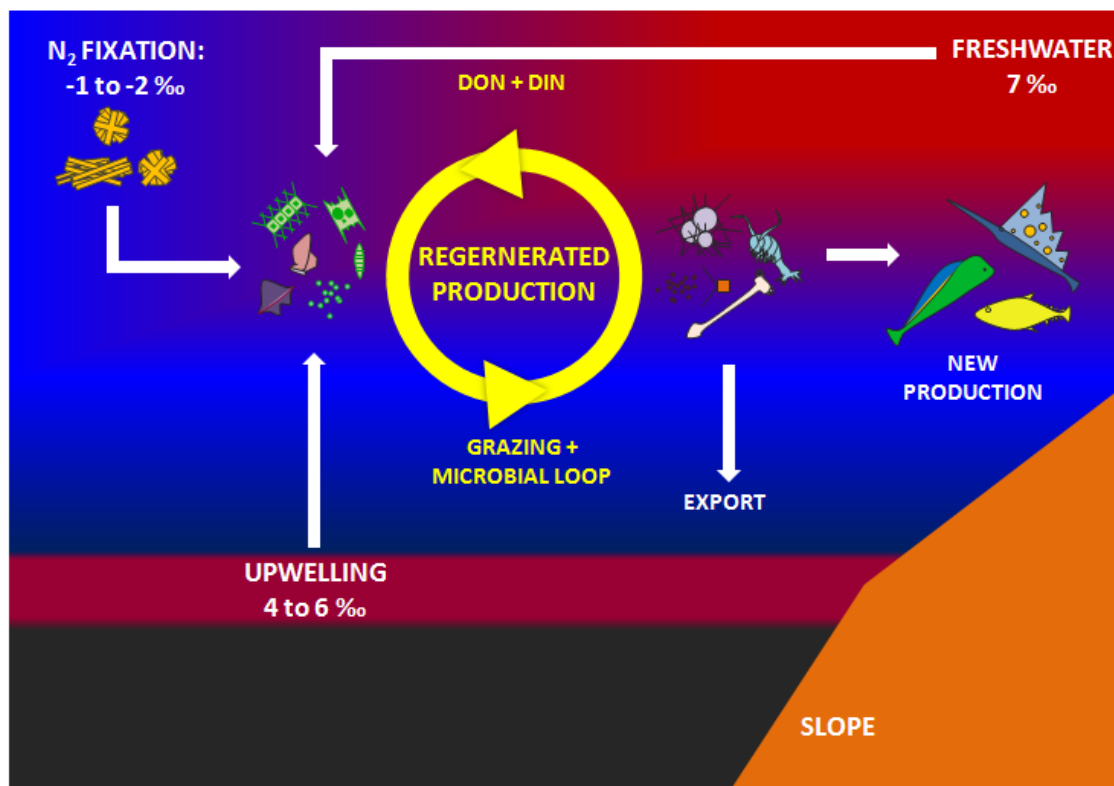 N₂ FIXATION:
-1 to -2 ‰
FRESHWATER
7 ‰
DON + DIN
REGERNERATED
PRODUCTION
NEW
PRODUCTION
GRAZING +
MICROBIAL LOOP
EXPORT
UPWELLING
4 to 6 ‰
SLOPE